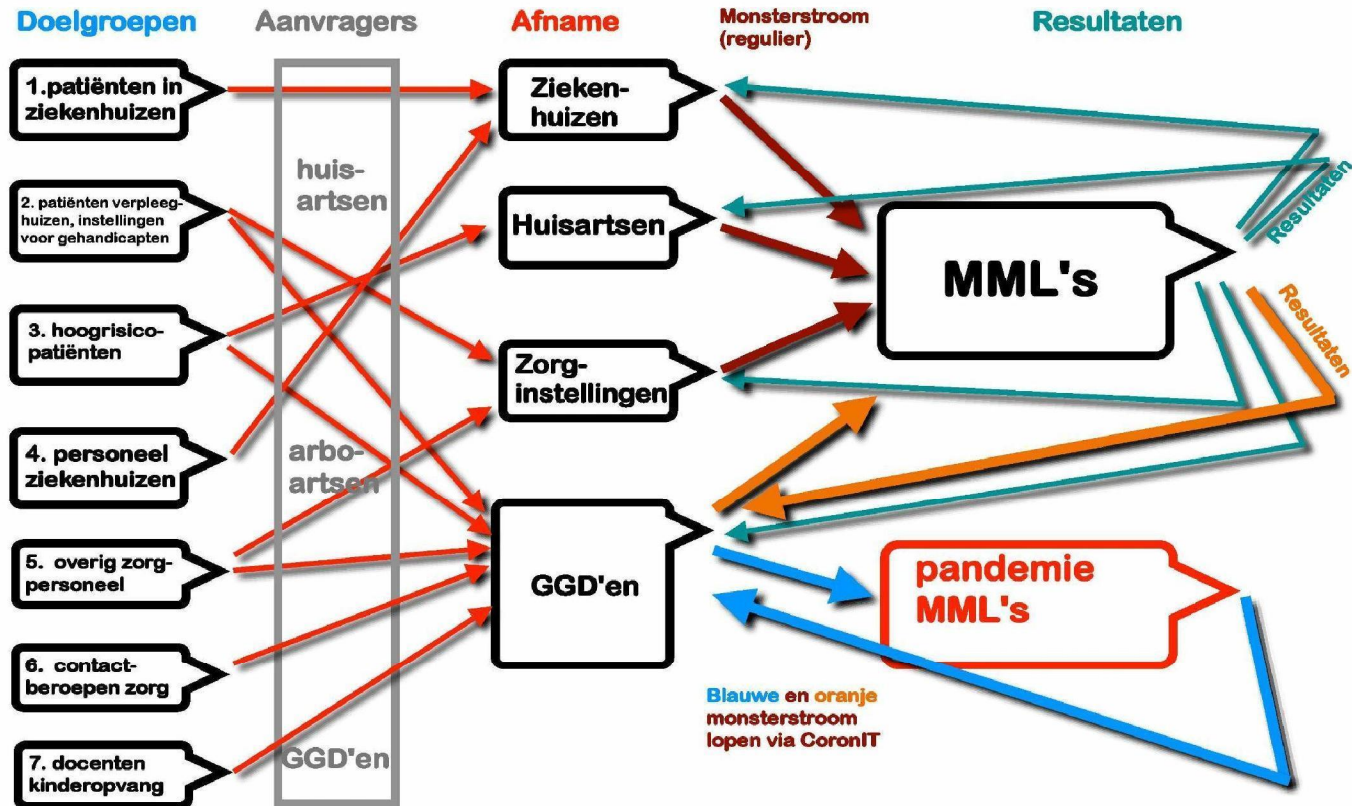 Doelgroepen
Aanvragers
Afname
Monsterstroom
(regulier)
Resultaten
1.patiënten in
ziekenhuizen
2. patiënten verpleeg-
huizen, instellingen
voor gehandicapten
3. hoogrisico-
patiënten
4. personeel
ziekenhuizen
5. overig zorg-
personeel
6. contact-
beroepen zorg
7. docenten
kinderopvang
huis-
artsen
arbo-
artsen
GGD'en
Zieken-
huizen
Huisartsen
Zorg-
instellingen
GGD'en
MML's
pandemie
MML's
Resultaten
Resultaten
Blauwe en oranje
monsterstroom
lopen via CoronIT